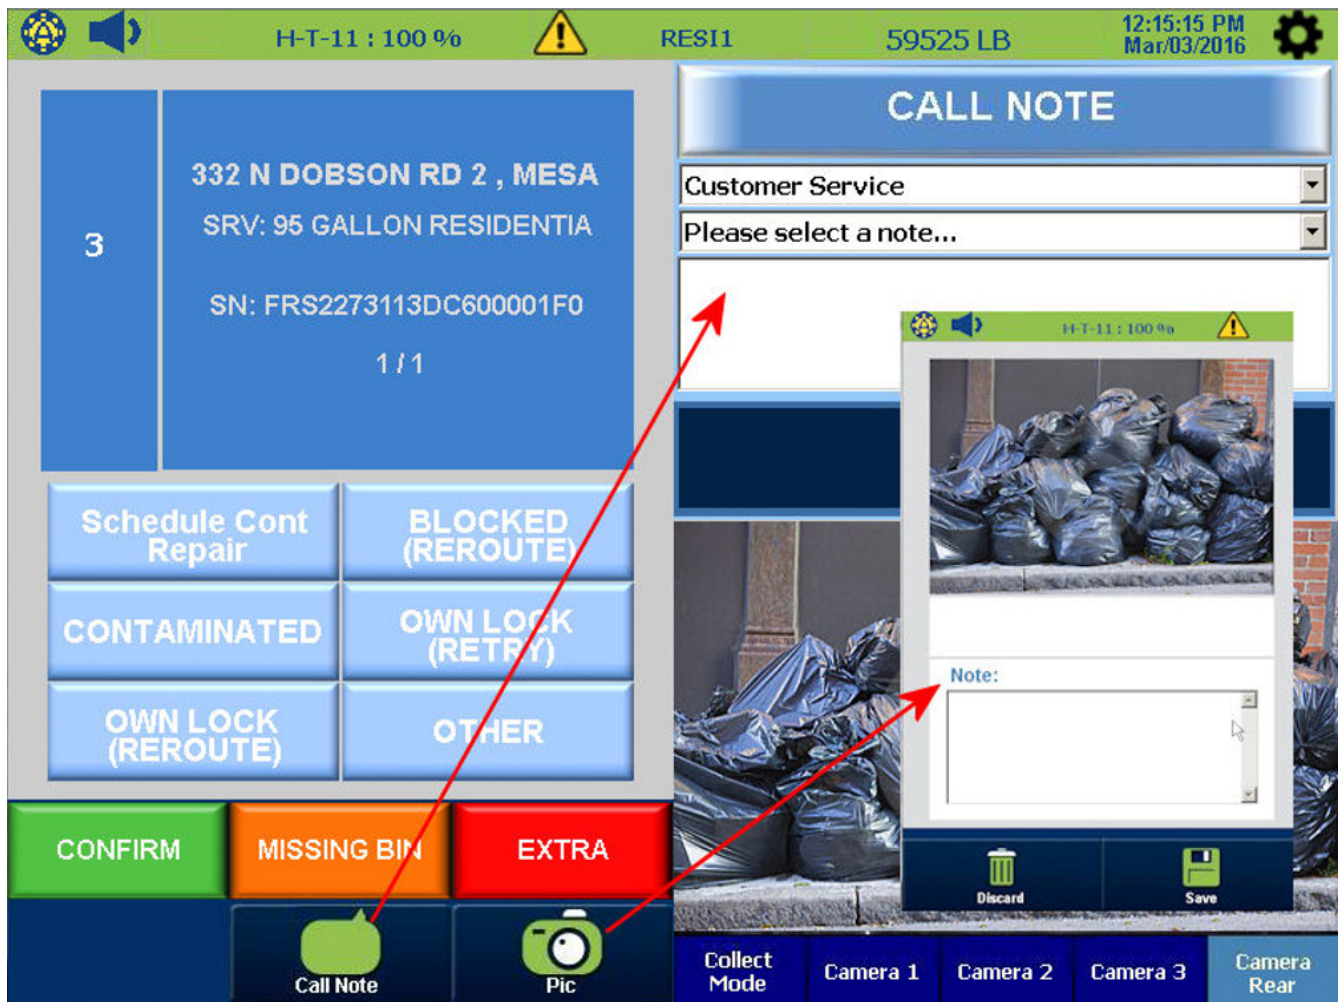 H-T-11 : 100 %
RESI1
59525 LB
12:15:15 PM
Mar/03/2016
3
332 N DOBSON RD 2 , MESA
SRV: 95 GALLON RESIDENTIA
SN: FRS2273113DC600001F0
1 / 1
Schedule Cont
Repair
BLOCKED
(REROUTE)
CONTAMINATED
OWN LOCK
(RETRY)
OWN LOCK
(REROUTE)
OTHER
CONFIRM
MISSING BIN
EXTRA
Call Note
Pic
CALL NOTE
Customer Service
Please select a note...
H-T-11 : 100 %
Note:
Discard
Save
Collect
Mode
Camera 1
Camera 2
Camera 3
Camera
Rear